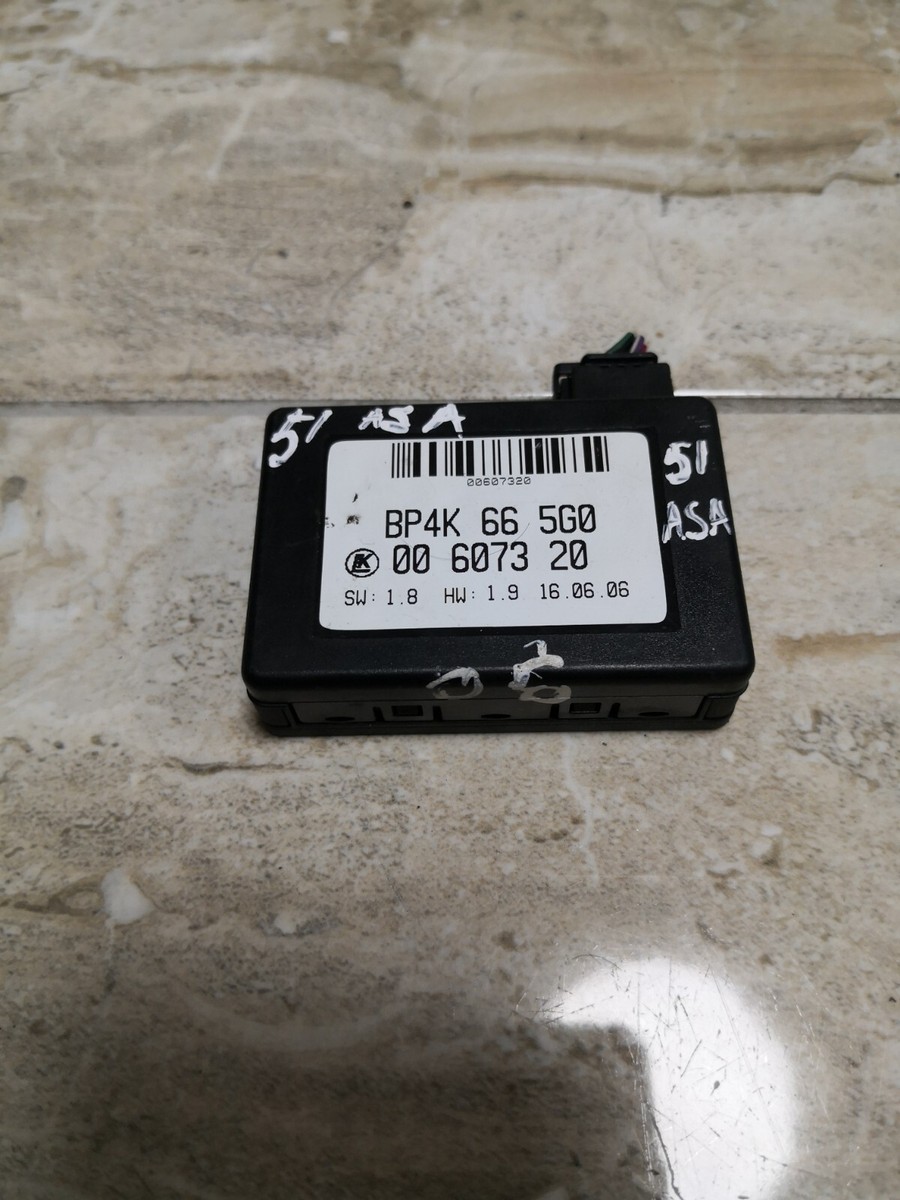 51 ASA
00607320
BP4K 66 5G0
00 6073 20
SW: 1.8 HW: 1.9 16.06.06
51
ASA